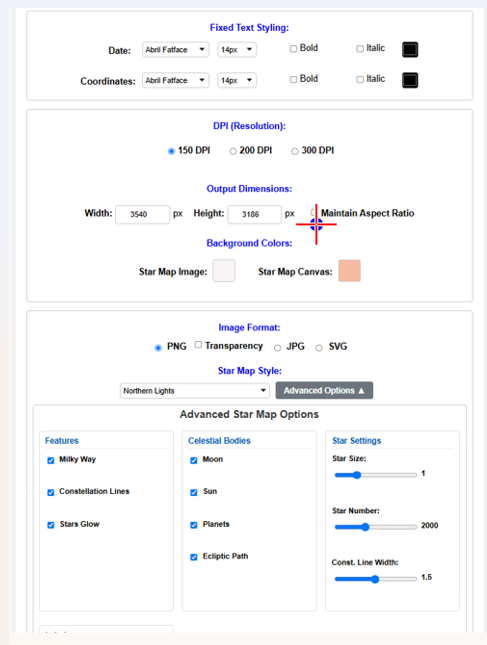 Fixed Text Styling:
Date: Abril Fatface 14px Bold Italic
Coordinates: Abril Fatface 14px Bold Italic
DPI (Resolution):
150 DPI 200 DPI 300 DPI
Output Dimensions:
Width: 3540 px Height: 3186 px Maintain Aspect Ratio
Background Colors:
Star Map Image: Star Map Canvas:
Image Format:
PNG Transparency JPG SVG
Star Map Style:
Northern Lights Advanced Options ▲
Advanced Star Map Options
Features
Milky Way
Constellation Lines
Stars Glow
Celestial Bodies
Moon
Sun
Planets
Ecliptic Path
Star Settings
Star Size:
1
Star Number:
2000
Const. Line Width:
1.5